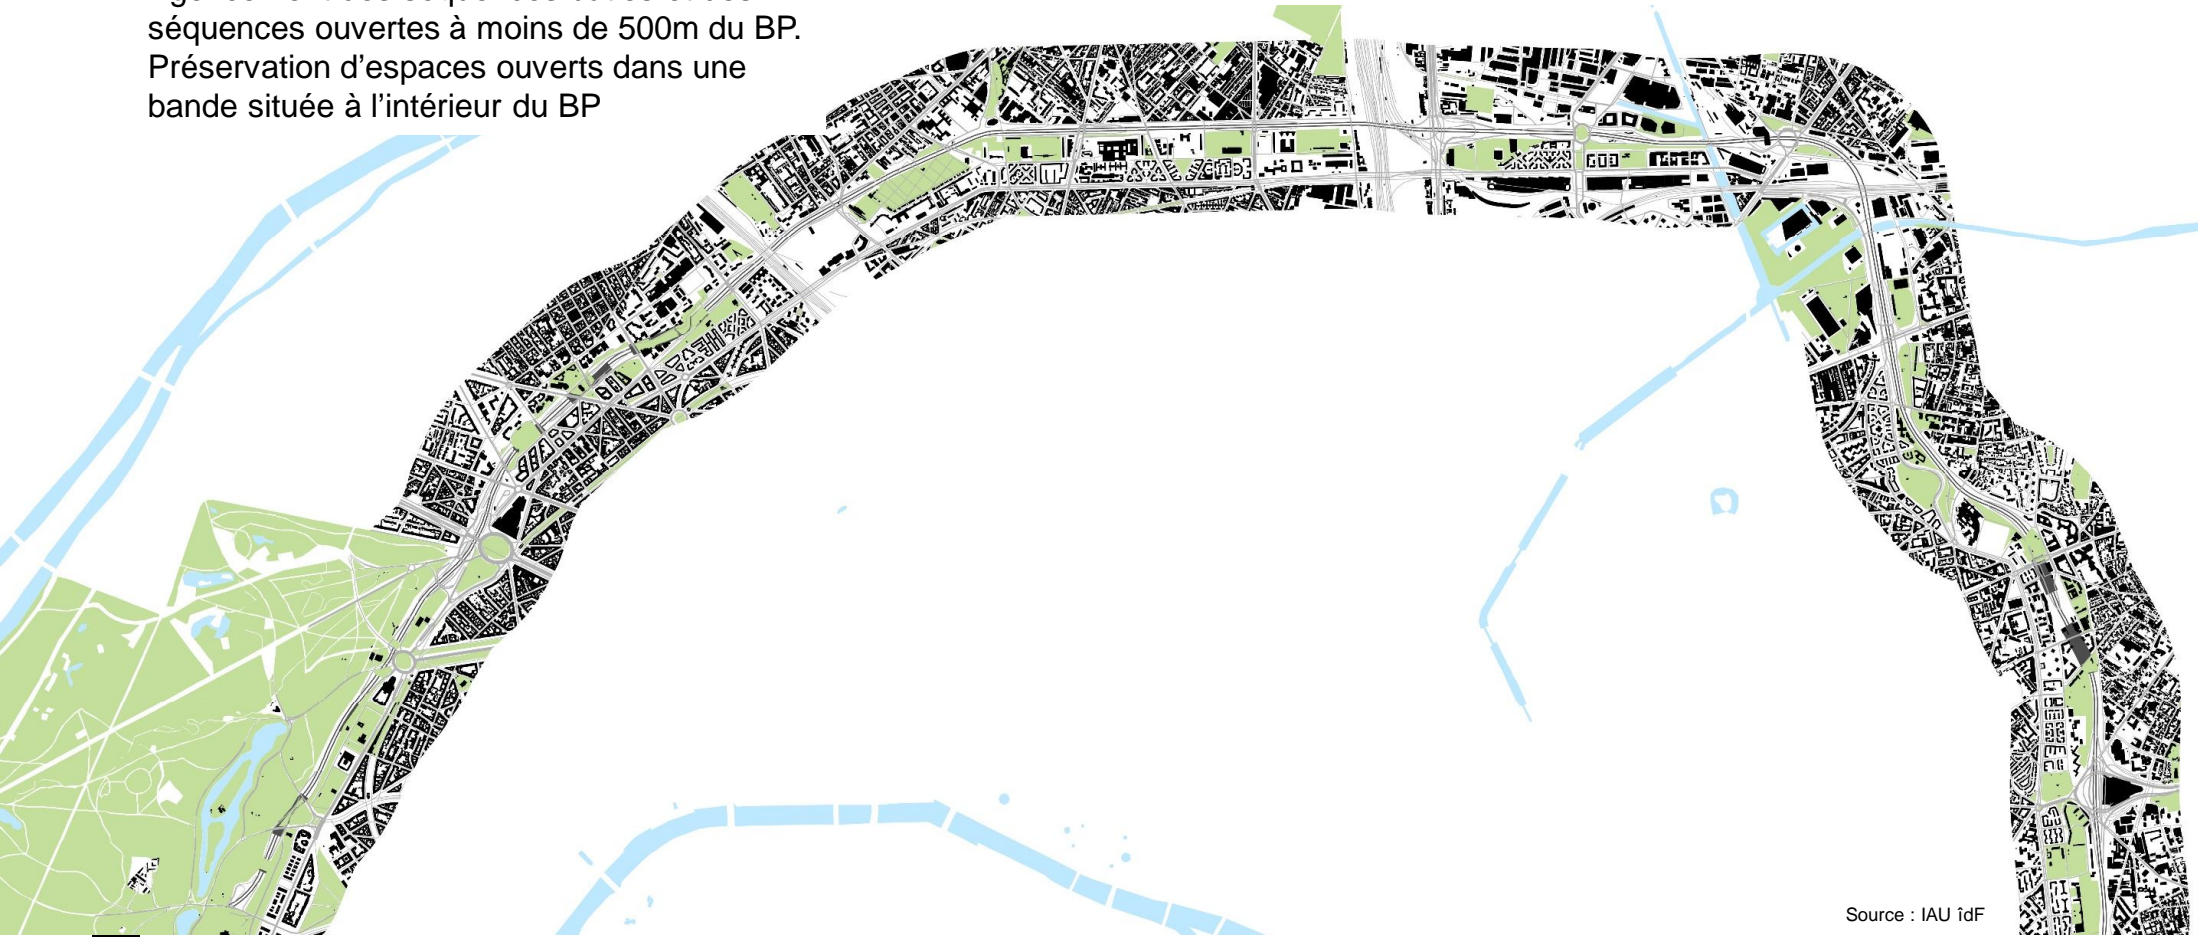 séquences ouvertes à moins de 500m du BP.
Préservation d'espaces ouverts dans une
bande située à l'intérieur du BP
Source : IAU îdF